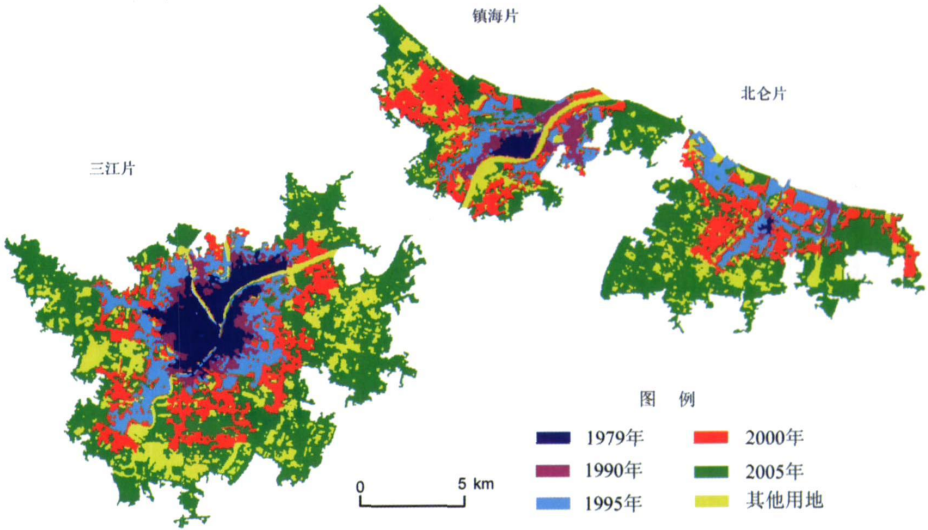 镇海片
北仑片
三江片
图 例
1979年
2000年
1990年
2005年
1995年
其他用地
0 5 km